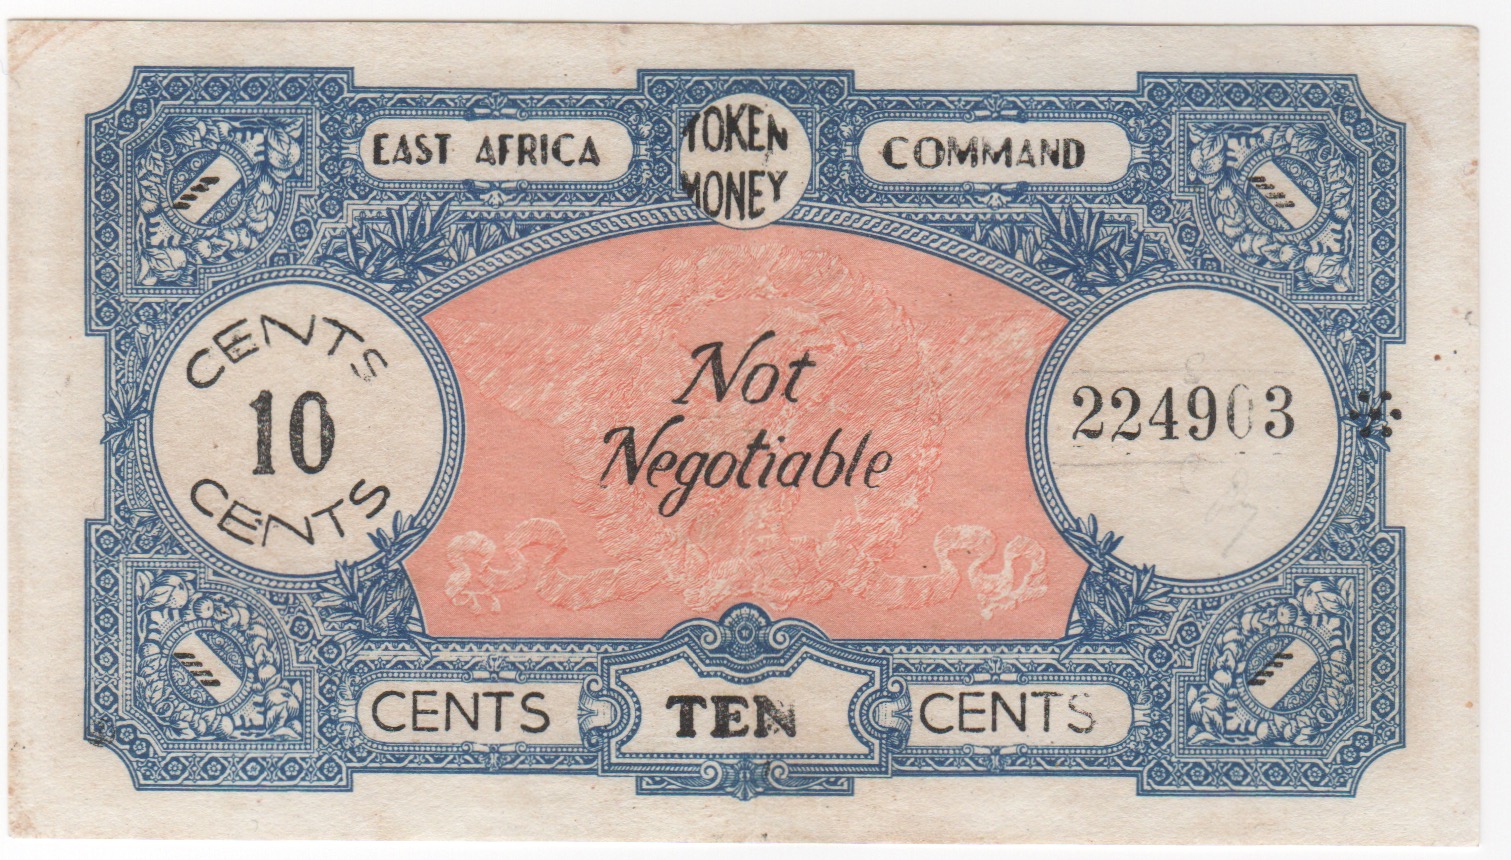 EAST AFRICA
TOKEN
MONEY
COMMAND
CENTS
10
CENTS
Not
Negotiable
224903
CENTS
TEN
CENTS